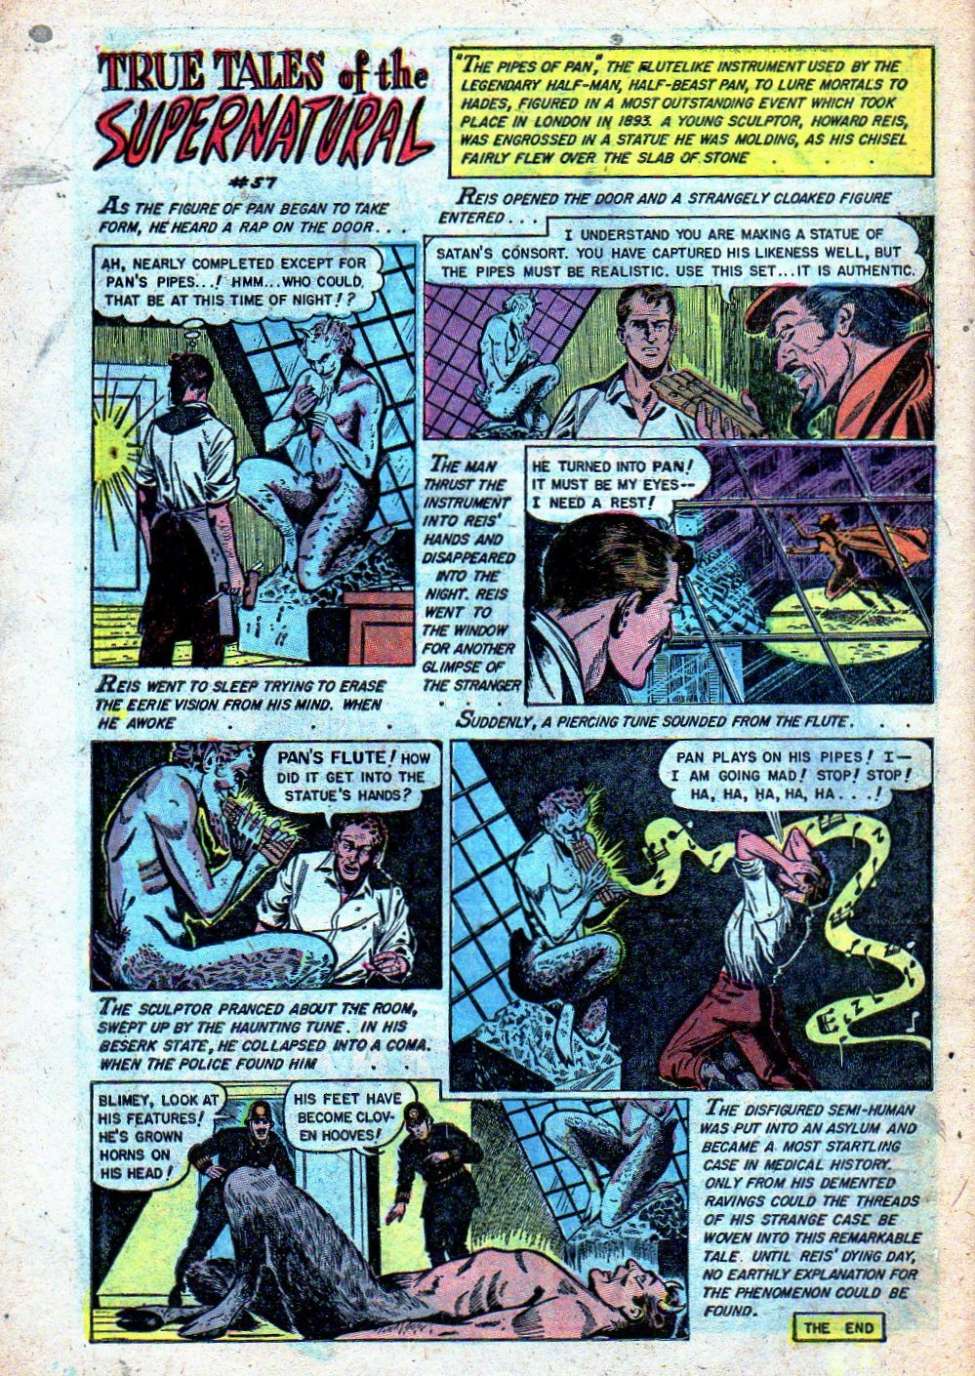 TRUE TALES of the
SUPERNATURAL
#57
"THE PIPES OF PAN," THE FLUTELIKE INSTRUMENT USED BY THE
LEGENDARY HALF-MAN, HALF-BEAST PAN, TO LURE MORTALS TO
HADES, FIGURED IN A MOST OUTSTANDING EVENT WHICH TOOK
PLACE IN LONDON IN 1893. A YOUNG SCULPTOR, HOWARD REIS,
WAS ENGROSSED IN A STATUE HE WAS MOLDING, AS HIS CHISEL
FAIRLY FLEW OVER THE SLAB OF STONE . . .
AS THE FIGURE OF PAN BEGAN TO TAKE
FORM, HE HEARD A RAP ON THE DOOR...
AH, NEARLY COMPLETED EXCEPT FOR
PAN'S PIPES...! HMM...WHO COULD
THAT BE AT THIS TIME OF NIGHT!?
REIS OPENED THE DOOR AND A STRANGELY CLOAKED FIGURE
ENTERED...
I UNDERSTAND YOU ARE MAKING A STATUE OF
SATAN'S CONSORT. YOU HAVE CAPTURED HIS LIKENESS WELL, BUT
THE PIPES MUST BE REALISTIC. USE THIS SET...IT IS AUTHENTIC.
THE MAN
THRUST THE
INSTRUMENT
INTO REIS'
HANDS AND
DISAPPEARED
INTO THE
NIGHT. REIS
WENT TO
THE WINDOW
FOR ANOTHER
GLIMPSE OF
THE STRANGER
. . .
HE TURNED INTO PAN!
IT MUST BE MY EYES--
I NEED A REST!
REIS WENT TO SLEEP TRYING TO ERASE
THE EERIE VISION FROM HIS MIND. WHEN
HE AWOKE . . .
PAN'S FLUTE! HOW
DID IT GET INTO THE
STATUE'S HANDS?
SUDDENLY, A PIERCING TUNE SOUNDED FROM THE FLUTE. . .
PAN PLAYS ON HIS PIPES! I—
I AM GOING MAD! STOP! STOP!
HA, HA, HA, HA, HA...!
THE SCULPTOR PRANCED ABOUT THE ROOM,
SWEPT UP BY THE HAUNTING TUNE. IN HIS
BESERK STATE, HE COLLAPSED INTO A COMA.
WHEN THE POLICE FOUND HIM . .
BLIMEY, LOOK AT
HIS FEATURES!
HE'S GROWN
HORNS ON
HIS HEAD!
HIS FEET HAVE
BECOME CLOV-
EN HOOVES!
THE DISFIGURED SEMI-HUMAN
WAS PUT INTO AN ASYLUM AND
BECAME A MOST STARTLING
CASE IN MEDICAL HISTORY.
ONLY FROM HIS DEMENTED
RAVINGS COULD THE THREADS
OF HIS STRANGE CASE BE
WOVEN INTO THIS REMARKABLE
TALE. UNTIL REIS' DYING DAY,
NO EARTHLY EXPLANATION FOR
THE PHENOMENON COULD BE
FOUND.
THE END